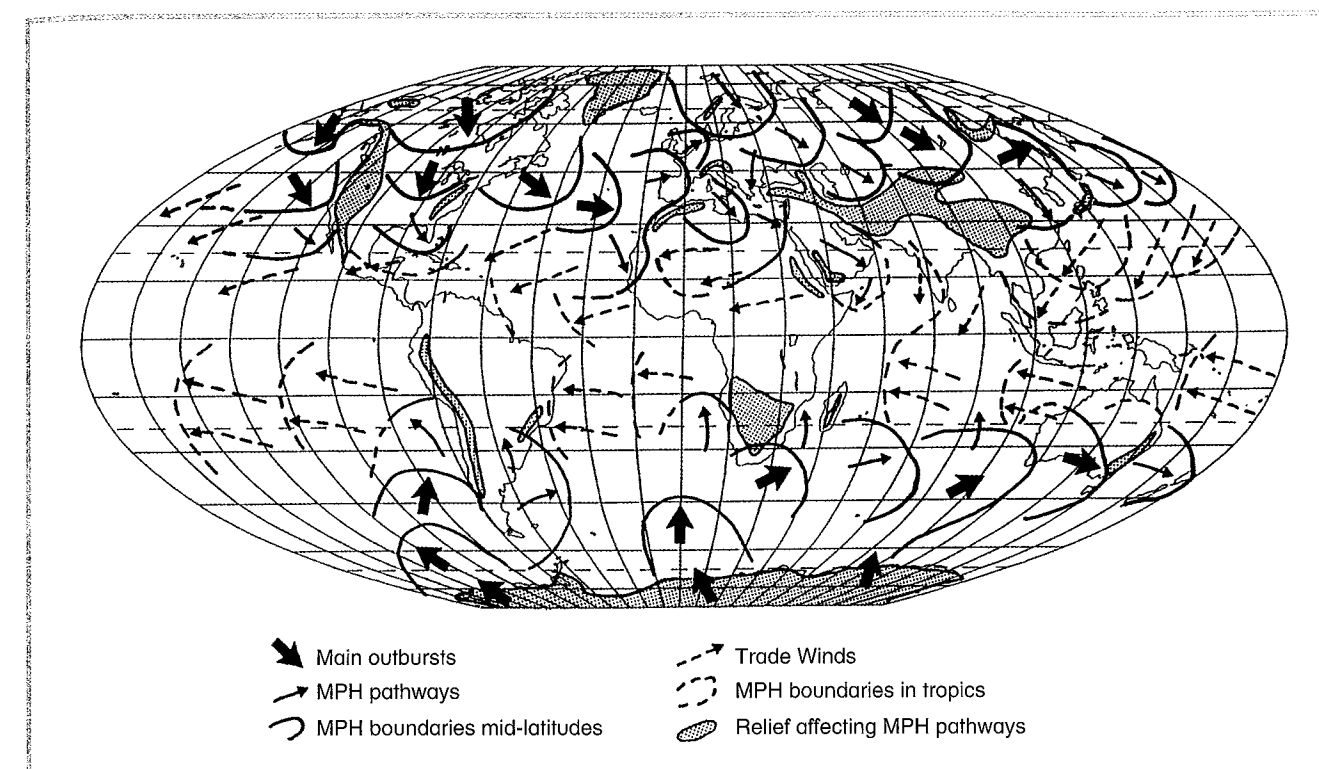 Main outbursts
MPH pathways
MPH boundaries mid-latitudes
Trade Winds
MPH boundaries in tropics
Relief affecting MPH pathways